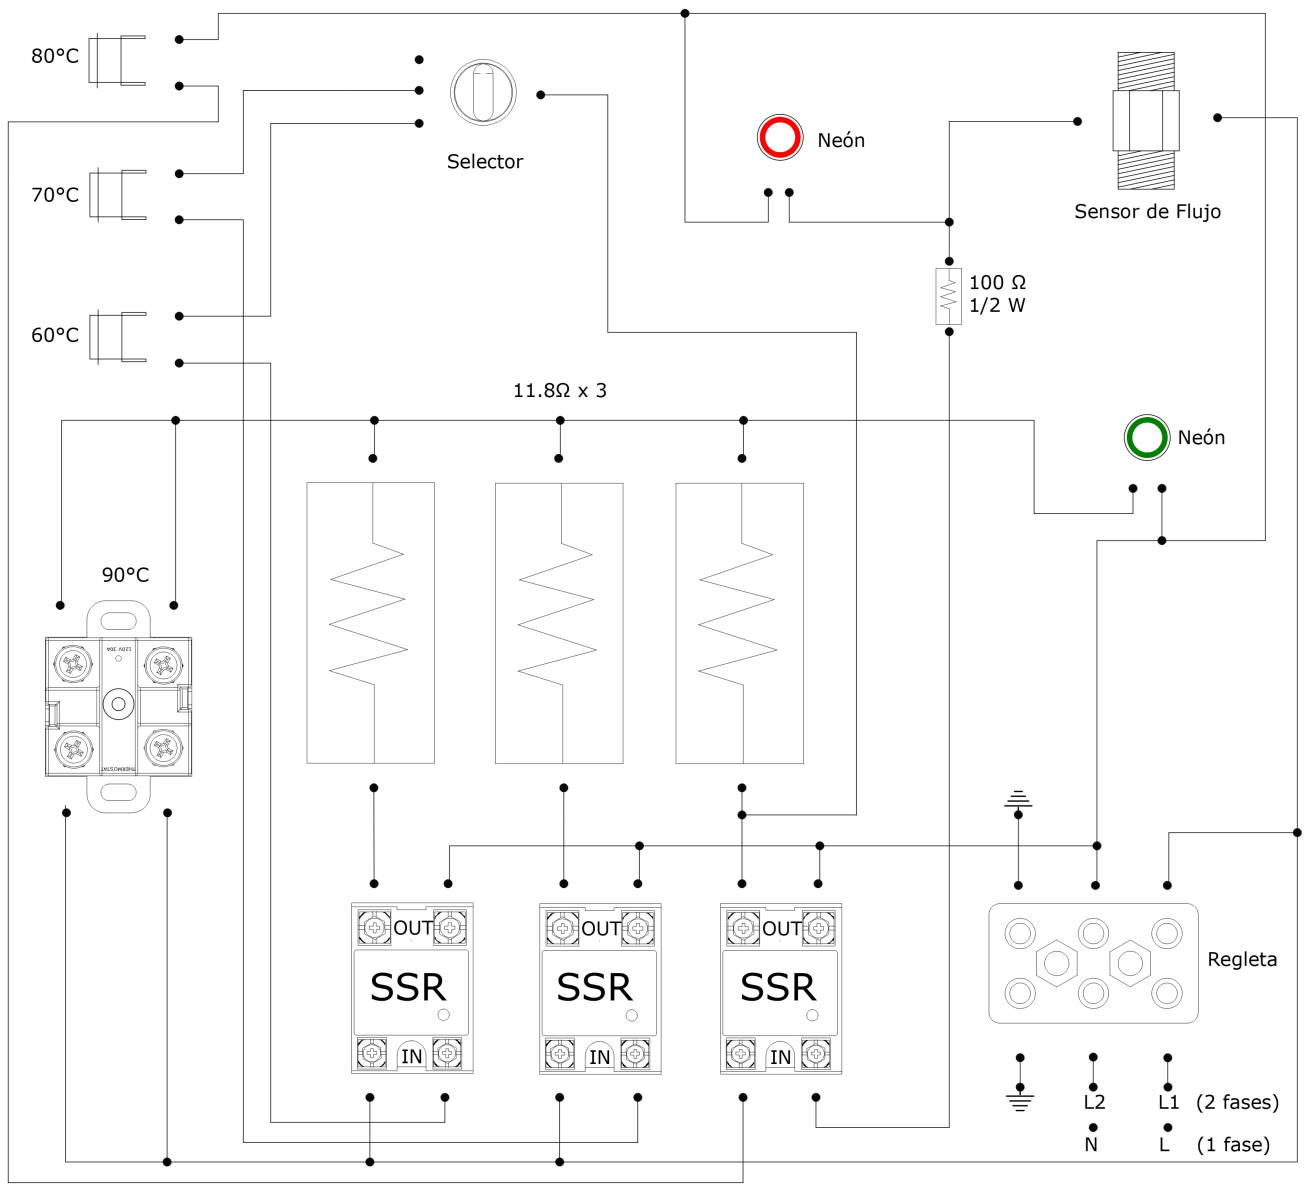 80°C
Selector
Neón
Sensor de Flujo
70°C
100 Ω
1/2 W
60°C
11.8Ω x 3
Neón
90°C
120V 30A
THERMOSTAT
OUT
SSR
IN
OUT
SSR
IN
OUT
SSR
IN
Regleta
L2 L1 (2 fases)
N L (1 fase)